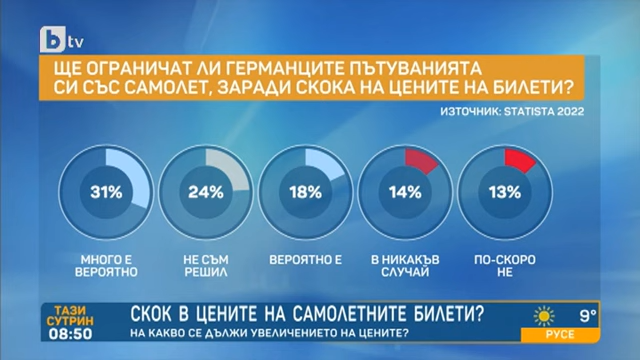 btv
ЩЕ ОГРАНИЧАТ ЛИ ГЕРМАНЦИТЕ ПЪТУВАНИЯТА
СИ СЪС САМОЛЕТ, ЗАРАДИ СКОКА НА ЦЕНИТЕ НА БИЛЕТИ?
ИЗТОЧНИК: STATISTA 2022
31%
24%
18%
14%
13%
МНОГО Е
ВЕРОЯТНО
НЕ СЪМ
РЕШИЛ
ВЕРОЯТНО Е
В НИКАКЪВ
СЛУЧАЙ
ПО-СКОРО
НЕ
ТАЗИ
СУТРИН
08:50
СКОК В ЦЕНИТЕ НА САМОЛЕТНИТЕ БИЛЕТИ?
НА КАКВО СЕ ДЪЛЖИ УВЕЛИЧЕНИЕТО НА ЦЕНИТЕ?
9°
РУСЕ